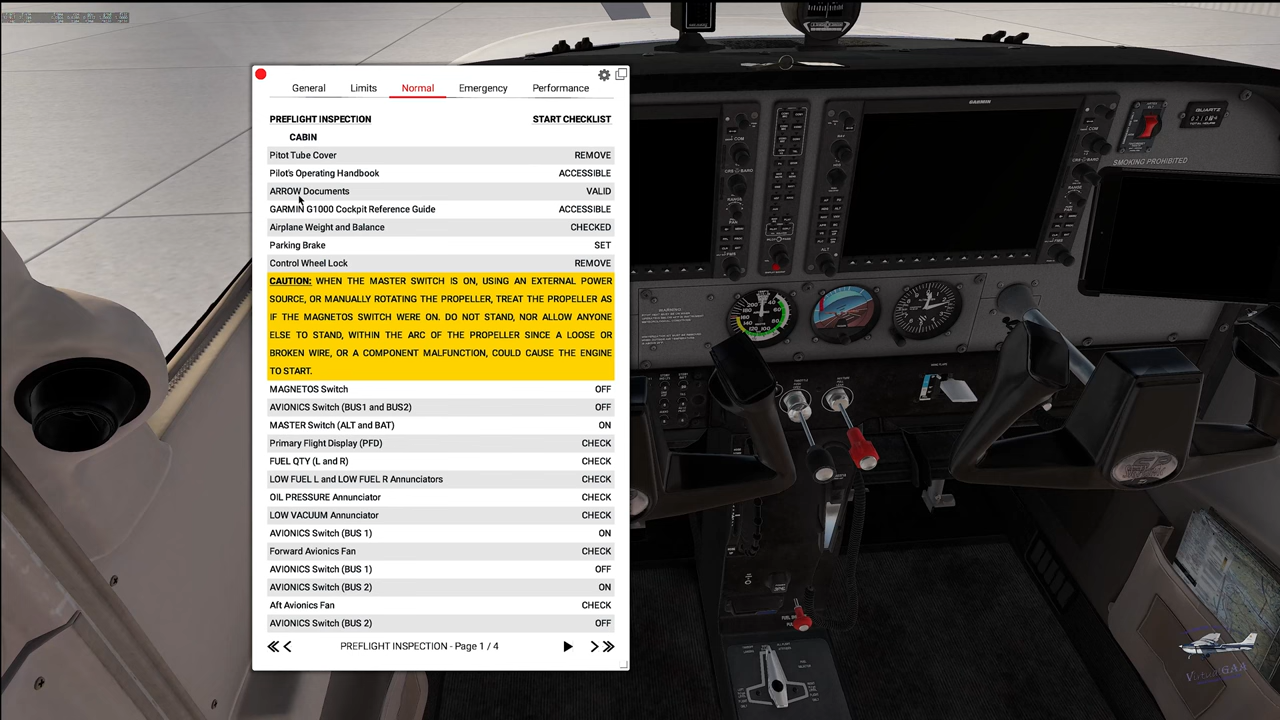 General Limits Normal Emergency Performance
PREFLIGHT INSPECTION START CHECKLIST
CABIN
Pitot Tube Cover REMOVE
Pilot's Operating Handbook ACCESSIBLE
ARROW Documents VALID
GARMIN G1000 Cockpit Reference Guide ACCESSIBLE
Airplane Weight and Balance CHECKED
Parking Brake SET
Control Wheel Lock REMOVE
CAUTION: WHEN THE MASTER SWITCH IS ON, USING AN EXTERNAL POWER
SOURCE, OR MANUALLY ROTATING THE PROPELLER, TREAT THE PROPELLER AS
IF THE MAGNETOS SWITCH WERE ON. DO NOT STAND, NOR ALLOW ANYONE
ELSE TO STAND, WITHIN THE ARC OF THE PROPELLER SINCE A LOOSE OR
BROKEN WIRE, OR A COMPONENT MALFUNCTION, COULD CAUSE THE ENGINE
TO START.
MAGNETOS Switch OFF
AVIONICS Switch (BUS1 and BUS2) OFF
MASTER Switch (ALT and BAT) ON
Primary Flight Display (PFD) CHECK
FUEL QTY (L and R) CHECK
LOW FUEL L and LOW FUEL R Annunciators CHECK
OIL PRESSURE Annunciator CHECK
LOW VACUUM Annunciator CHECK
AVIONICS Switch (BUS 1) ON
Forward Avionics Fan CHECK
AVIONICS Switch (BUS 1) OFF
AVIONICS Switch (BUS 2) ON
Aft Avionics Fan CHECK
AVIONICS Switch (BUS 2) OFF
PREFLIGHT INSPECTION - Page 1 / 4
GARMIN
QUARTZ
SMOKING PROHIBITED
COM
NAV
COM
ALT
VirtualGAA